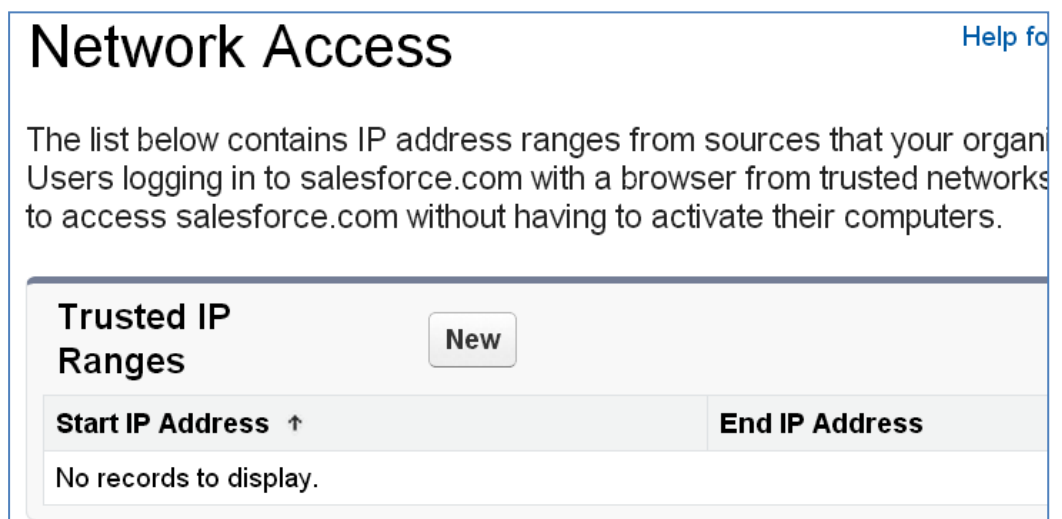 Network Access
Help fo
The list below contains IP address ranges from sources that your organi
Users logging in to salesforce.com with a browser from trusted networks
to access salesforce.com without having to activate their computers.
Trusted IP
Ranges
New
Start IP Address ↑
End IP Address
No records to display.